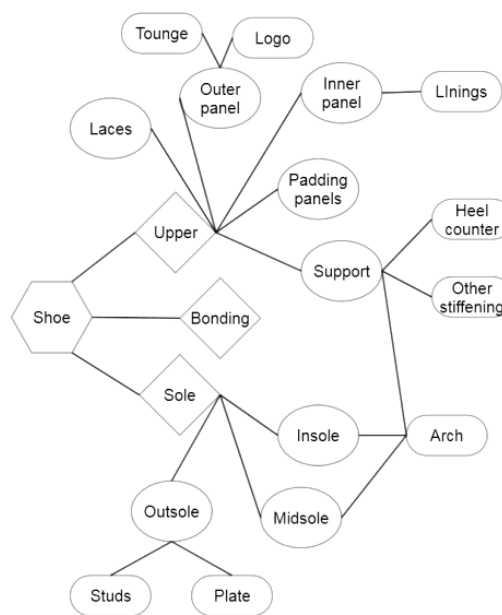 Tounge
Logo
Outer
panel
Inner
panel
LInings
Laces
Padding
panels
Upper
Heel
counter
Support
Other
stiffening
Shoe
Bonding
Sole
Insole
Arch
Outsole
Midsole
Studs
Plate